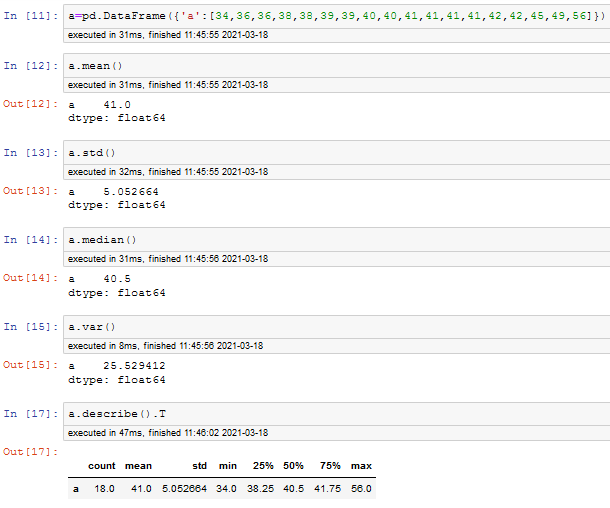 In [11]: a=pd.DataFrame({'a':[34,36,36,38,38,39,39,40,40,41,41,41,41,42,42,45,49,56]})
executed in 31ms, finished 11:45:55 2021-03-18
In [12]: a.mean()
executed in 31ms, finished 11:45:55 2021-03-18
Out[12]: a 41.0
dtype: float64
In [13]: a.std()
executed in 32ms, finished 11:45:55 2021-03-18
Out[13]: a 5.052664
dtype: float64
In [14]: a.median()
executed in 31ms, finished 11:45:56 2021-03-18
Out[14]: a 40.5
dtype: float64
In [15]: a.var()
executed in 8ms, finished 11:45:56 2021-03-18
Out[15]: a 25.529412
dtype: float64
In [17]: a.describe().T
executed in 47ms, finished 11:46:02 2021-03-18
Out[17]:
count mean std min 25% 50% 75% max
a 18.0 41.0 5.052664 34.0 38.25 40.5 41.75 56.0